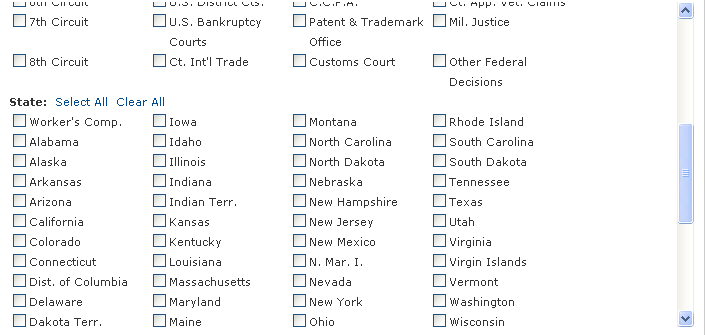 6th Circuit U.S. District Cts. C.C.P.A. Ct. App. Vet. Claims
7th Circuit U.S. Bankruptcy Courts Patent & Trademark Office Mil. Justice
8th Circuit Ct. Int'l Trade Customs Court Other Federal Decisions
State: Select All Clear All
Worker's Comp. Iowa Montana Rhode Island
Alabama Idaho North Carolina South Carolina
Alaska Illinois North Dakota South Dakota
Arkansas Indiana Nebraska Tennessee
Arizona Indian Terr. New Hampshire Texas
California Kansas New Jersey Utah
Colorado Kentucky New Mexico Virginia
Connecticut Louisiana N. Mar. I. Virgin Islands
Dist. of Columbia Massachusetts Nevada Vermont
Delaware Maryland New York Washington
Dakota Terr. Maine Ohio Wisconsin